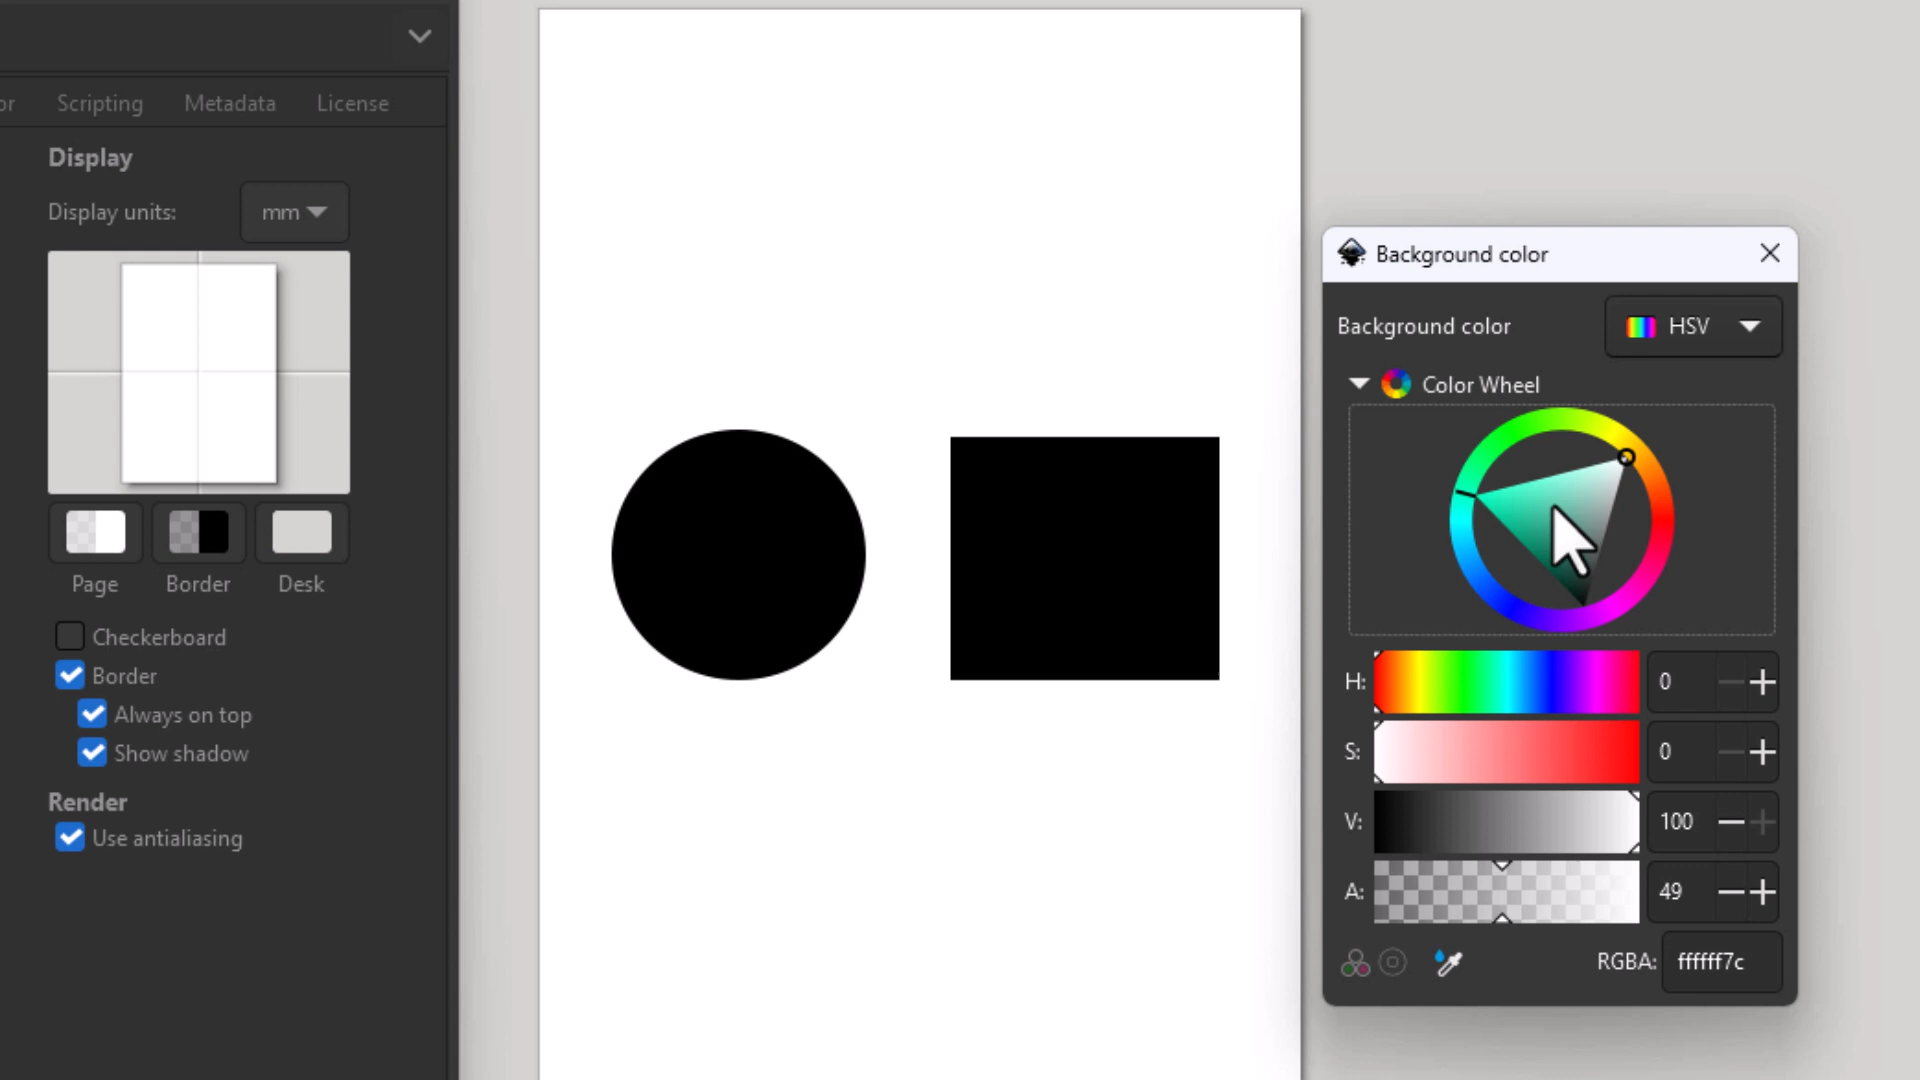 or Scripting Metadata License
Display
Display units: mm
Page Border Desk
Checkerboard
Border
Always on top
Show shadow
Render
Use antialiasing
Background color
Background color HSV
Color Wheel
H: 0
S: 0
V: 100
A: 49
RGBA: ffffff7c